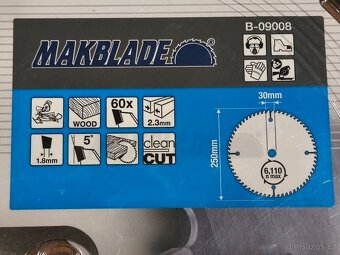 B-09008
MAKBLADE
WOOD
60x
2.3mm
1.8mm
5°
clean
CUT
30mm
250mm
6,110
n max